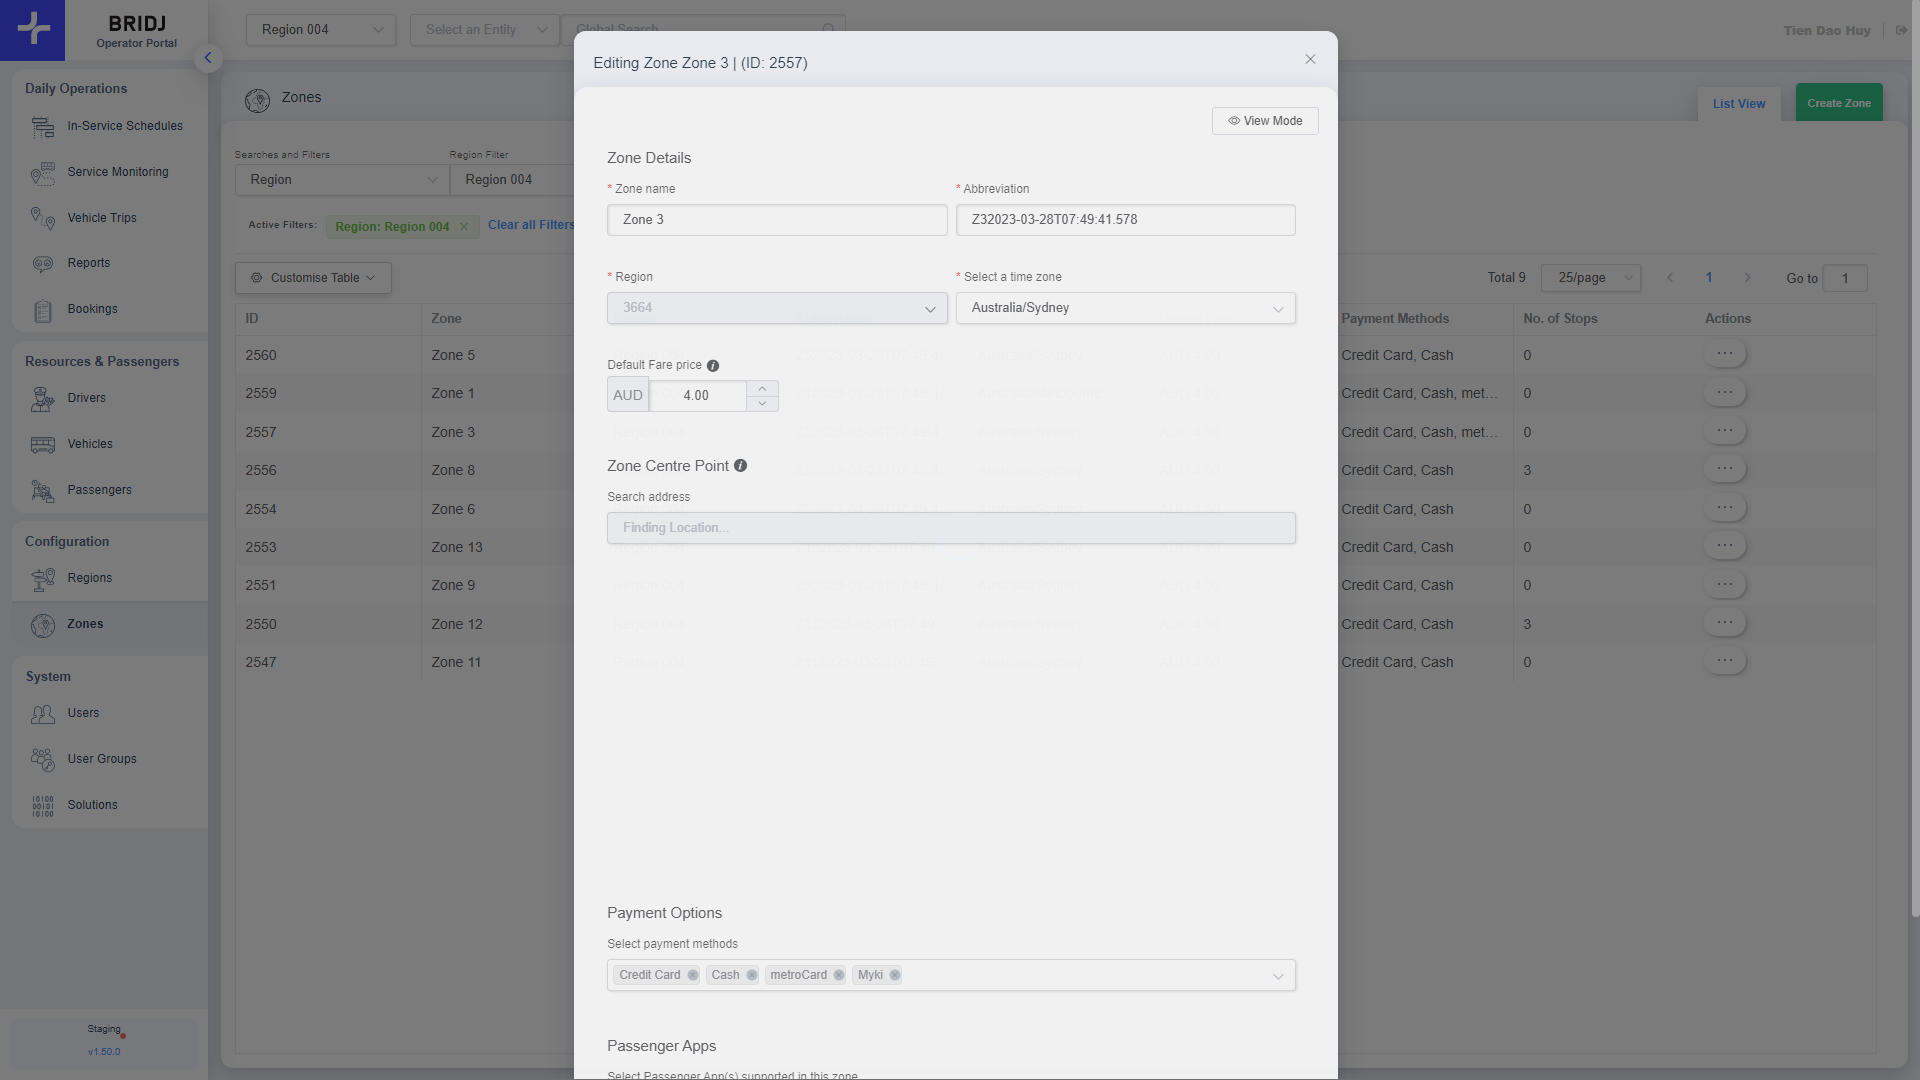 BRIDJ
Operator Portal
Region 004
Select an Entity
Global Search
Tien Dao Huy
Daily Operations
In-Service Schedules
Service Monitoring
Vehicle Trips
Reports
Bookings
Resources & Passengers
Drivers
Vehicles
Passengers
Configuration
Regions
Zones
System
Users
User Groups
Solutions
Staging
v1.50.0
Zones
List View
Create Zone
Searches and Filters
Region Filter
Region
Region 004
Active Filters:
Region: Region 004
Clear all Filters
Customise Table
Total 9
25/page
1
Go to
1
ID
Zone
Payment Methods
No. of Stops
Actions
2560
Zone 5
Credit Card, Cash
0
2559
Zone 1
Credit Card, Cash, met...
0
2557
Zone 3
Credit Card, Cash, met...
0
2556
Zone 8
Credit Card, Cash
3
2554
Zone 6
Credit Card, Cash
0
2553
Zone 13
Credit Card, Cash
0
2551
Zone 9
Credit Card, Cash
0
2550
Zone 12
Credit Card, Cash
3
2547
Zone 11
Credit Card, Cash
0
Editing Zone Zone 3 | (ID: 2557)
View Mode
Zone Details
* Zone name
* Abbreviation
Zone 3
Z32023-03-28T07:49:41.578
* Region
* Select a time zone
3664
Australia/Sydney
Default Fare price
AUD
4.00
Zone Centre Point
Search address
Finding Location...
Payment Options
Select payment methods
Credit Card
Cash
metroCard
Myki
Passenger Apps
Select Passenger App(s) supported in this zone